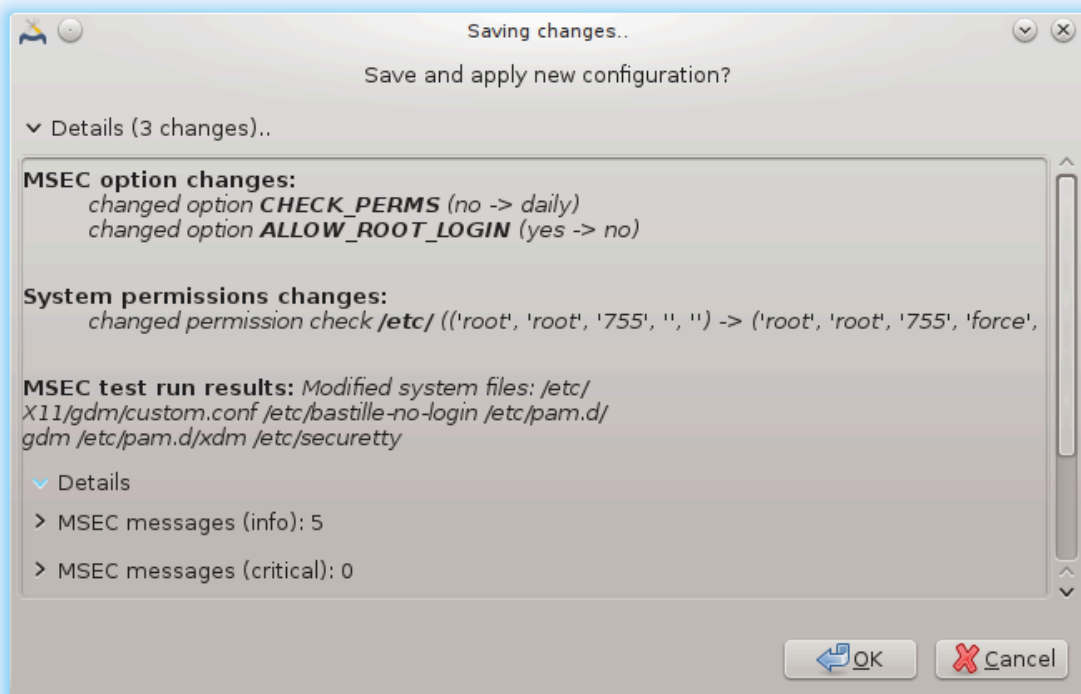 Saving changes..
Save and apply new configuration?
Details (3 changes)..
MSEC option changes:
changed option CHECK_PERMS (no -> daily)
changed option ALLOW_ROOT_LOGIN (yes -> no)
System permissions changes:
changed permission check /etc/ (('root', 'root', '755', '', '') -> ('root', 'root', '755', 'force',
MSEC test run results: Modified system files: /etc/
X11/gdm/custom.conf /etc/bastille-no-login /etc/pam.d/
gdm /etc/pam.d/xdm /etc/securetty
Details
MSEC messages (info): 5
MSEC messages (critical): 0
OK
Cancel